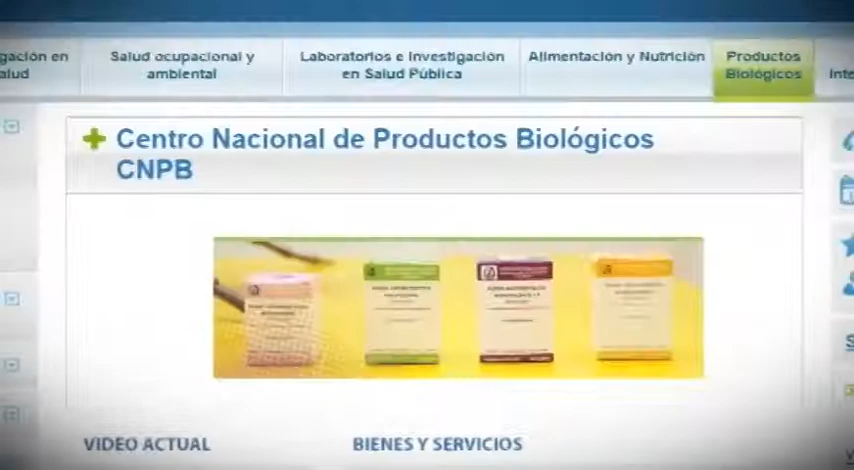 gación en
alud
Salud ocupacional y
ambiental
Laboratorios e Investigación
en Salud Pública
Alimentación y Nutrición
Productos
Biológicos
Inte
Centro Nacional de Productos Biológicos
CNPB
VIDEO ACTUAL
BIENES Y SERVICIOS